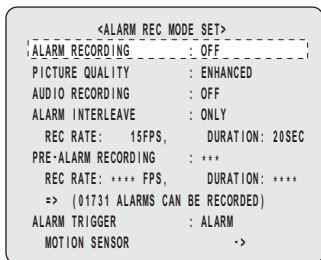 <ALARM REC MODE SET>
ALARM RECORDING : OFF
PICTURE QUALITY : ENHANCED
AUDIO RECORDING : OFF
ALARM INTERLEAVE : ONLY
REC RATE: 15FPS, DURATION: 20SEC
PRE-ALARM RECORDING : ***
REC RATE: **** FPS, DURATION: ****
=> (01731 ALARMS CAN BE RECORDED)
ALARM TRIGGER : ALARM
MOTION SENSOR ->